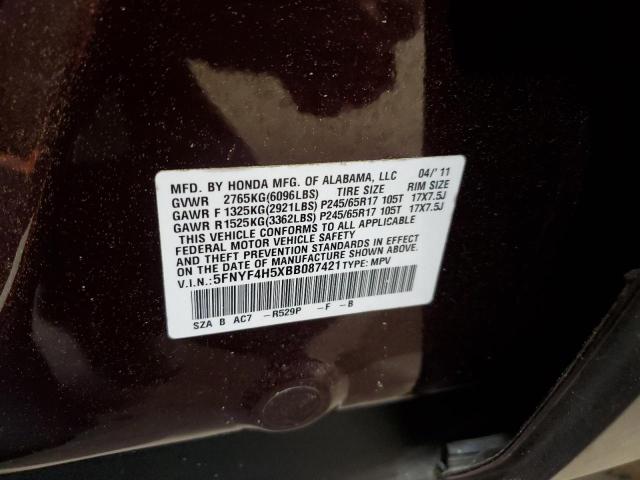 MFD. BY HONDA MFG. OF ALABAMA, LLC 04/'11
GVWR 2765KG(6096LBS) TIRE SIZE RIM SIZE
GAWR F 1325KG(2921LBS) P245/65R17 105T 17X7.5J
GAWR R 1525KG(3362LBS) P245/65R17 105T 17X7.5J
THIS VEHICLE CONFORMS TO ALL APPLICABLE
FEDERAL MOTOR VEHICLE SAFETY
AND THEFT PREVENTION STANDARDS IN EFFECT
ON THE DATE OF MANUFACTURE SHOWN ABOVE.
V.I.N.: 5FNYF4H5XBB087421 TYPE: MPV
SZA B AC7 -R529P -F -B